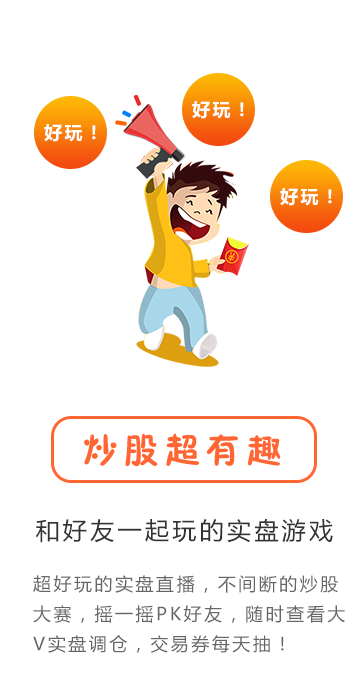 好玩！
好玩！
好玩！
¥
炒股超有趣
和好友一起玩的实盘游戏
超好玩的实盘直播，不间断的炒股
大赛，摇一摇PK好友，随时查看大
V实盘调仓，交易券每天抽！